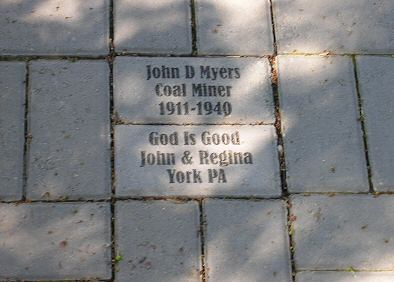 John D Myers
Coal Miner
1911-1940
God Is Good
John & Regina
York PA